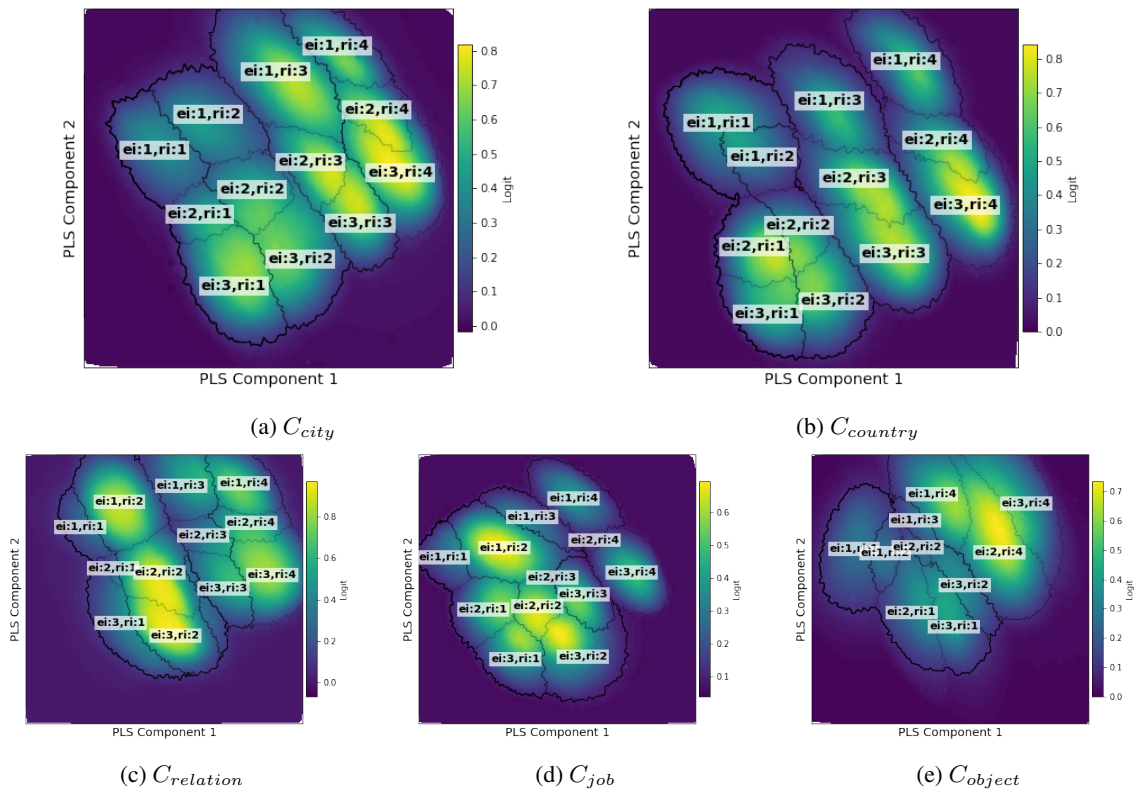 ei:1,ri:4
ei:1,ri:3
ei:2,ri:4
ei:1,ri:2
ei:1,ri:1
ei:2,ri:3
ei:3,ri:4
ei:2,ri:2
ei:2,ri:1
ei:3,ri:3
ei:3,ri:2
ei:3,ri:1
PLS Component 2
PLS Component 1
0.8
0.7
0.6
0.5
0.4
0.3
0.2
0.1
0.0
Logit
(a) C_city
ei:1,ri:4
ei:1,ri:3
ei:1,ri:1
ei:2,ri:4
ei:1,ri:2
ei:2,ri:3
ei:3,ri:4
ei:2,ri:2
ei:2,ri:1
ei:3,ri:3
ei:3,ri:2
ei:3,ri:1
PLS Component 2
PLS Component 1
0.8
0.7
0.6
0.5
0.4
0.3
0.2
0.1
0.0
Logit
(b) C_country
ei:1,ri:3
ei:1,ri:4
ei:1,ri:2
ei:1,ri:1
ei:2,ri:4
ei:2,ri:3
ei:2,ri:2
ei:3,ri:4
ei:3,ri:3
ei:3,ri:1
ei:3,ri:2
PLS Component 2
PLS Component 1
0.8
0.6
0.4
0.2
0.0
Logit
(c) C_relation
ei:1,ri:4
ei:1,ri:3
ei:2,ri:4
ei:1,ri:2
ei:1,ri:1
ei:3,ri:4
ei:2,ri:3
ei:3,ri:3
ei:2,ri:1
ei:2,ri:2
ei:3,ri:1
ei:3,ri:2
PLS Component 2
PLS Component 1
0.6
0.5
0.4
0.3
0.2
0.1
Logit
(d) C_job
ei:1,ri:4
ei:3,ri:4
ei:1,ri:3
ei:2,ri:2
ei:2,ri:4
ei:3,ri:2
ei:2,ri:1
ei:3,ri:1
PLS Component 2
PLS Component 1
0.7
0.6
0.5
0.4
0.3
0.2
0.1
0.0
Logit
(e) C_object